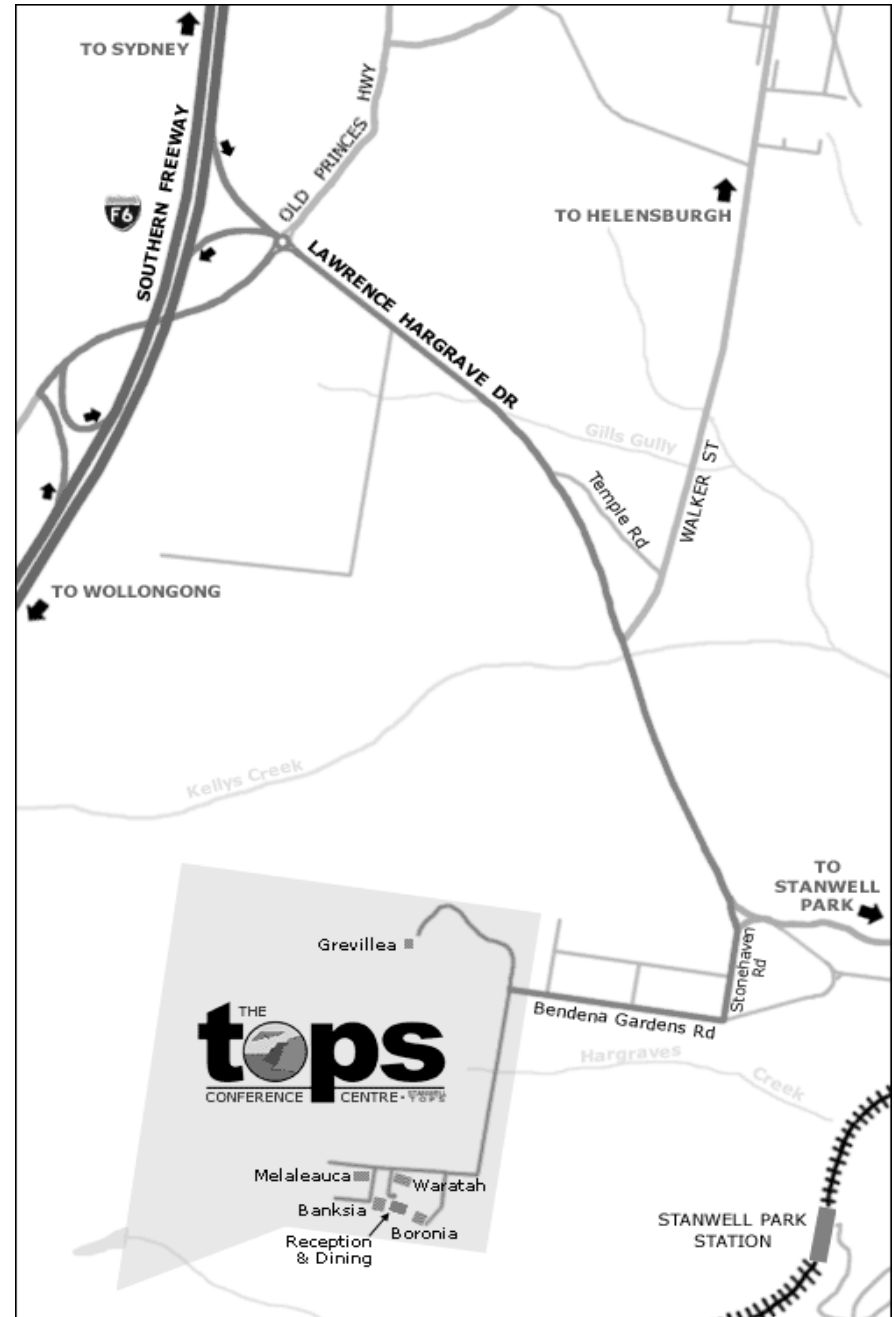 TO SYDNEY
OLD PRINCES HWY
SOUTHERN FREEWAY
F6
TO HELENSBURGH
LAWRENCE HARGRAVE DR
Gills Gully
Temple Rd
WALKER ST
TO WOLLONGONG
Kellys Creek
TO
STANWELL
PARK
Grevillea
Stonehaven
Rd
Bendena Gardens Rd
THE
tops
CONFERENCE CENTRE - STANWELL
TOPS
Hargraves Creek
Melaleauca
Waratah
Banksia
Boronia
Reception
& Dining
STANWELL PARK
STATION